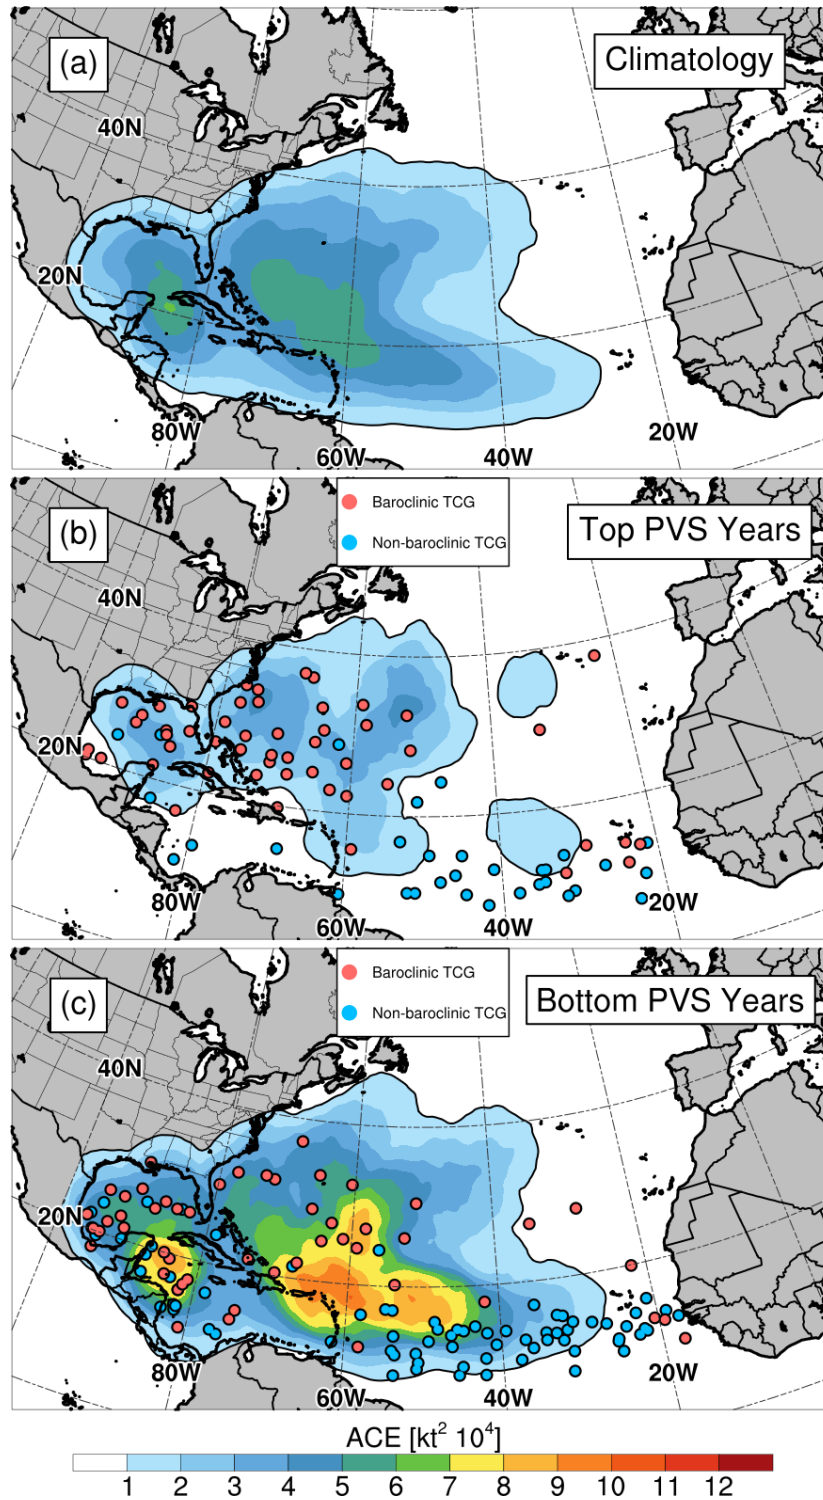 (a)
Climatology
40N
20N
80W
60W
40W
20W
(b)
Baroclinic TCG
Non-baroclinic TCG
Top PVS Years
40N
20N
80W
60W
40W
20W
(c)
Baroclinic TCG
Non-baroclinic TCG
Bottom PVS Years
40N
20N
80W
60W
40W
20W
ACE [kt² 10⁴]
1 2 3 4 5 6 7 8 9 10 11 12